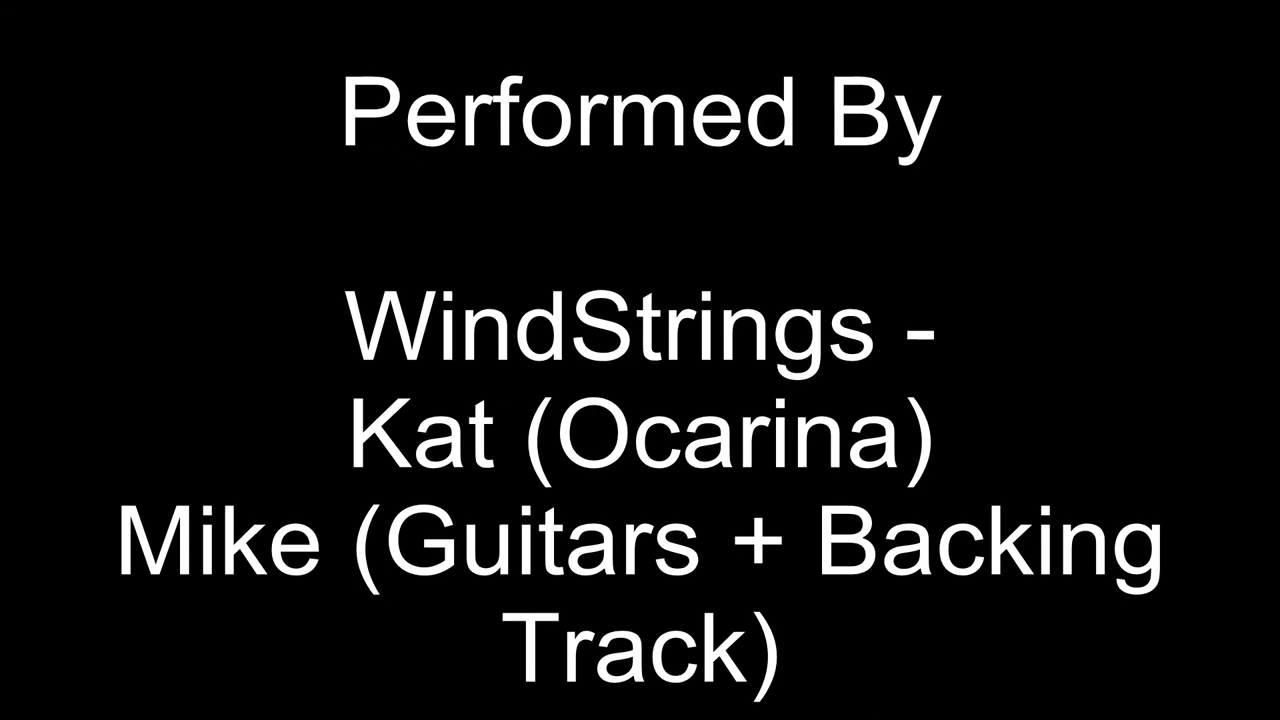 Performed By
WindStrings -
Kat (Ocarina)
Mike (Guitars + Backing
Track)